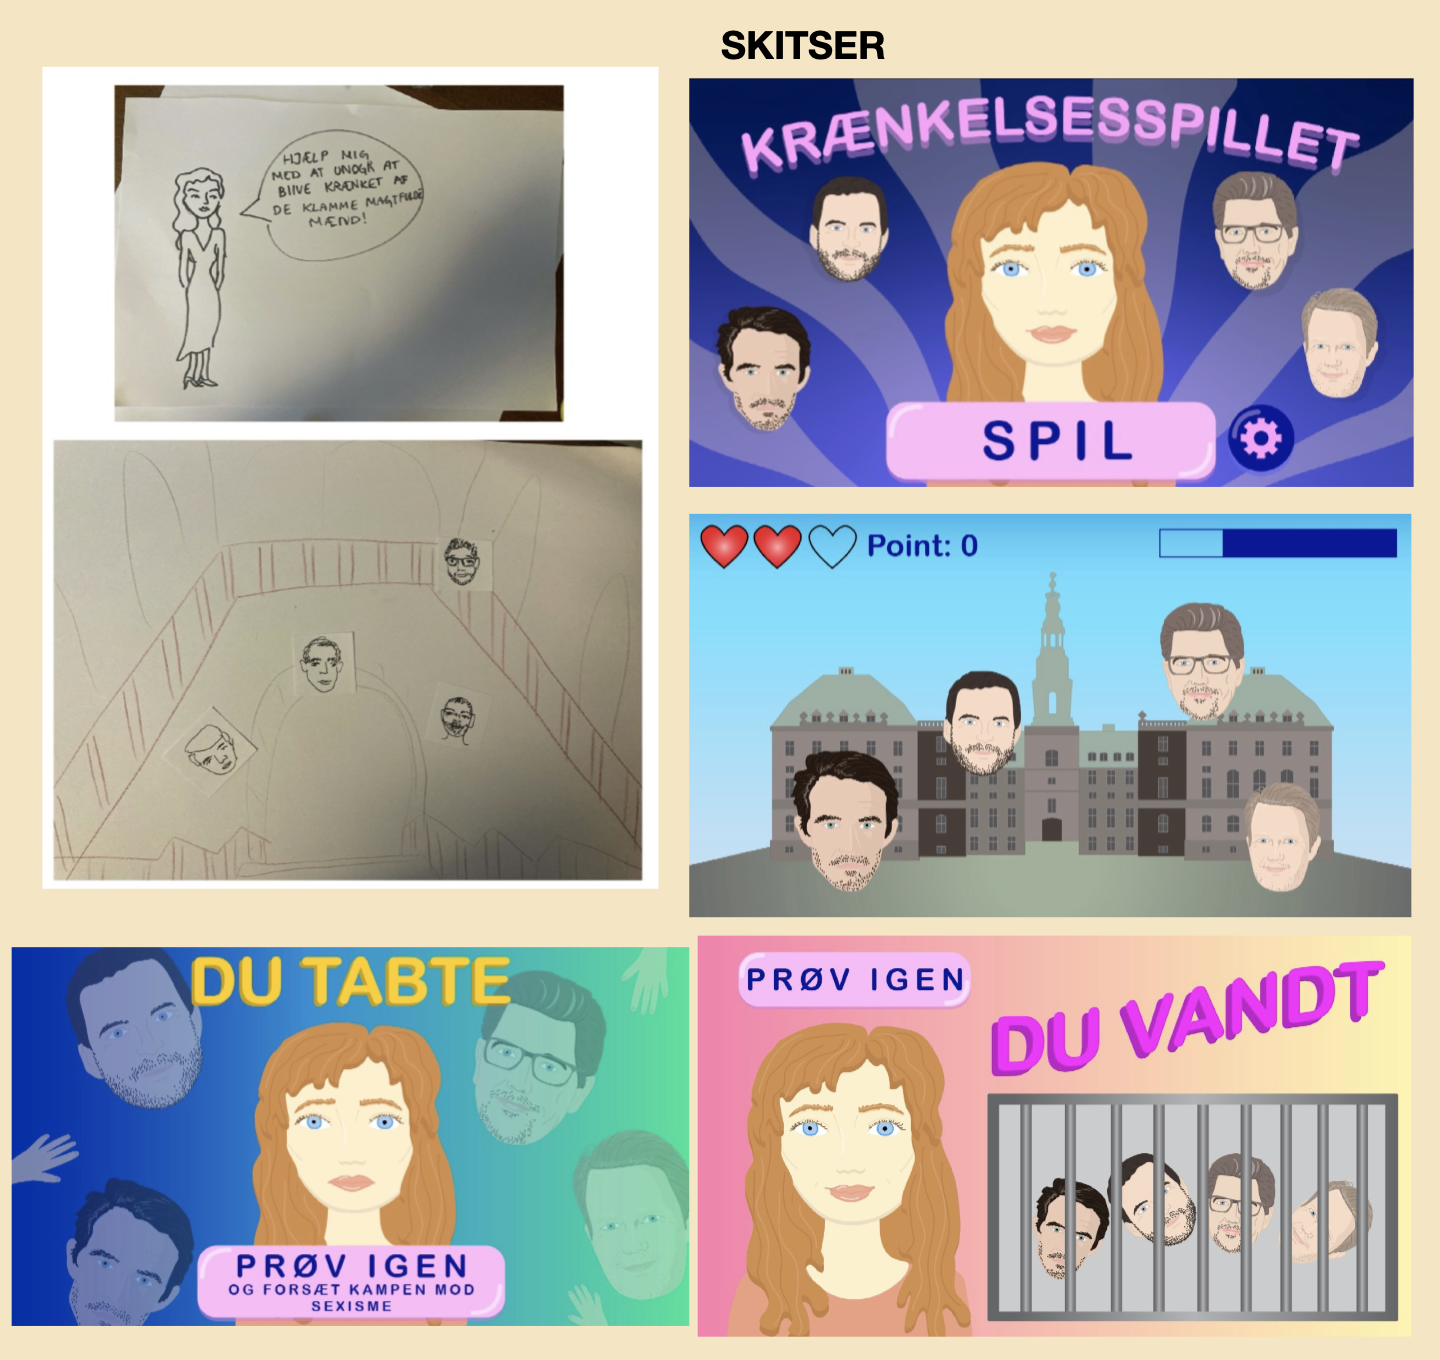 SKITSER
HJÆLP MIG
MED AT UNDGÅ AT
BLIVE KRÆNKET AF
DE KLAMME MAGTFULDE
MÆND!
KRÆNKELSESSPILLET
SPIL
Point: 0
DU TABTE
PRØV IGEN
OG FORSÆT KAMPEN MOD
SEXISME
PRØV IGEN
DU VANDT